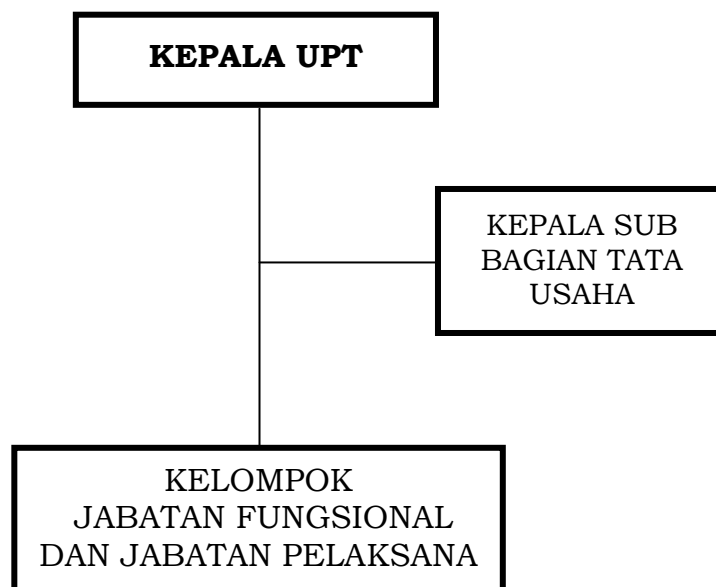 KEPALA UPT
KEPALA SUB
BAGIAN TATA
USAHA
KELOMPOK
JABATAN FUNGSIONAL
DAN JABATAN PELAKSANA